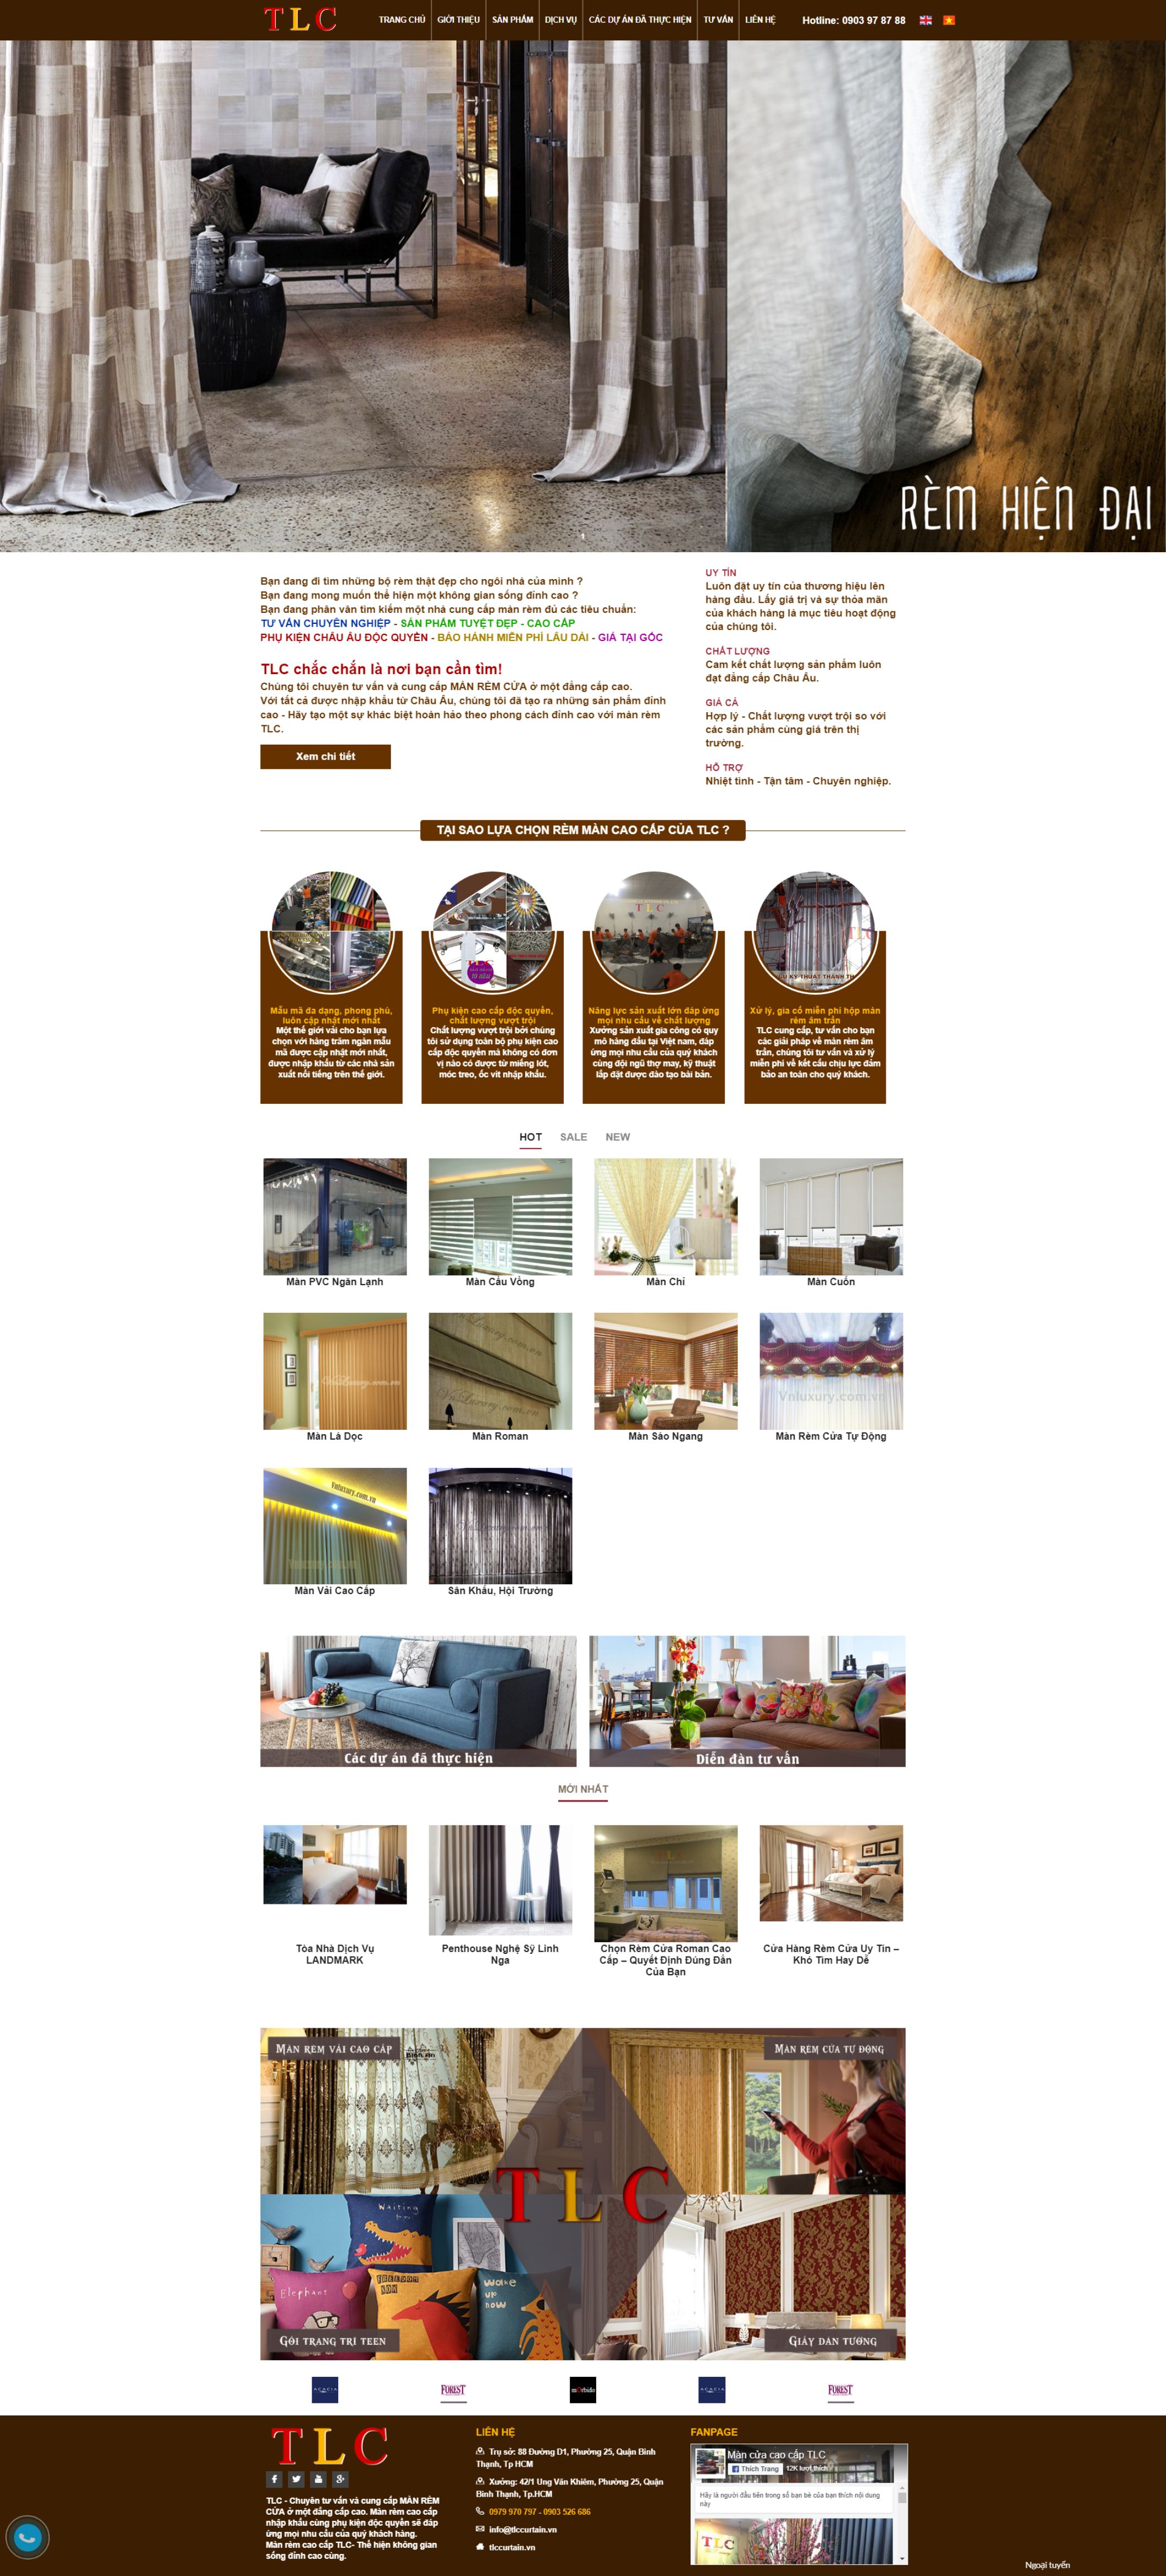 TLC
TRANG CHỦ
GIỚI THIỆU
SẢN PHẨM
DỊCH VỤ
CÁC DỰ ÁN ĐÃ THỰC HIỆN
TƯ VẤN
LIÊN HỆ
Hotline: 0903 97 87 88
RÈM HIỆN ĐẠI
Bạn đang đi tìm những bộ rèm thật đẹp cho ngôi nhà của mình ?
Bạn đang mong muốn thể hiện một không gian sống đỉnh cao ?
Bạn đang phân vân tìm kiếm một nhà cung cấp màn rèm đủ các tiêu chuẩn:
TƯ VẤN CHUYÊN NGHIỆP - SẢN PHẨM TUYỆT ĐẸP - CAO CẤP
PHỤ KIỆN CHÂU ÂU ĐỘC QUYỀN - BẢO HÀNH MIỄN PHÍ LÂU DÀI - GIÁ TẠI GỐC
TLC chắc chắn là nơi bạn cần tìm!
Chúng tôi chuyên tư vấn và cung cấp MÀN RÈM CỬA ở một đẳng cấp cao.
Với tất cả được nhập khẩu từ Châu Âu, chúng tôi đã tạo ra những sản phẩm đỉnh
cao - Hãy tạo một sự khác biệt hoàn hảo theo phong cách đỉnh cao với màn rèm
TLC.
Xem chi tiết
UY TÍN
Luôn đặt uy tín của thương hiệu lên
hàng đầu. Lấy giá trị và sự thỏa mãn
của khách hàng là mục tiêu hoạt động
của chúng tôi.
CHẤT LƯỢNG
Cam kết chất lượng sản phẩm luôn
đạt đẳng cấp Châu Âu.
GIÁ CẢ
Hợp lý - Chất lượng vượt trội so với
các sản phẩm cùng giá trên thị
trường.
HỖ TRỢ
Nhiệt tình - Tận tâm - Chuyên nghiệp.
TẠI SAO LỰA CHỌN RÈM MÀN CAO CẤP CỦA TLC ?
Mẫu mã đa dạng, phong phú,
luôn cập nhật mới nhất
Một thế giới vải cho bạn lựa
chọn với hàng trăm ngàn mẫu
mã được cập nhật mới nhất,
được nhập khẩu từ các nhà sản
xuất nổi tiếng trên thế giới.
Phụ kiện cao cấp độc quyền,
chất lượng vượt trội
Chất lượng vượt trội bởi chúng
tôi sử dụng toàn bộ phụ kiện cao
cấp độc quyền mà không có đơn
vị nào có được từ miếng lót,
móc treo, ốc vít nhập khẩu.
TLC
Năng lực sản xuất lớn đáp ứng
mọi nhu cầu về chất lượng
Xưởng sản xuất gia công có quy
mô hàng đầu tại Việt nam, đáp
ứng mọi nhu cầu của quý khách
cùng đội ngũ thợ may, kỹ thuật
lắp đặt được đào tạo bài bản.
Xử lý, gia cố miễn phí hộp màn
rèm âm trần
TLC cung cấp, tư vấn cho bạn
các giải pháp về màn rèm âm
trần, chúng tôi tư vấn và xử lý
miễn phí về kết cấu chịu lực đảm
bảo an toàn cho quý khách.
HOT
SALE
NEW
Màn PVC Ngăn Lạnh
Màn Cầu Vồng
Màn Chỉ
Màn Cuốn
VnLuxury.com.vn
Màn Lá Dọc
Màn Roman
Màn Sáo Ngang
Vnluxury.com.vn
Màn Rèm Cửa Tự Động
Vnluxury.com.vn
Màn Vải Cao Cấp
Sân Khấu, Hội Trường
Các dự án đã thực hiện
Diễn đàn tư vấn
MỚI NHẤT
Tòa Nhà Dịch Vụ
LANDMARK
Penthouse Nghệ Sỹ Linh
Nga
Chọn Rèm Cửa Roman Cao
Cấp – Quyết Định Đúng Đắn
Của Bạn
Cửa Hàng Rèm Cửa Uy Tín –
Khó Tìm Hay Dễ
MÀN RÈM VẢI CAO CẤP
MÀN RÈM CỬA TỰ ĐỘNG
TLC
Waiting
Elephant
FREEDOM
Wake
up
now
GỐI TRANG TRÍ TEEN
GIẤY DÁN TƯỜNG
ACACIA
FOREST
ACACIA
FOREST
TLC
TLC - Chuyên tư vấn và cung cấp MÀN RÈM
CỬA ở một đẳng cấp cao. Màn rèm cao cấp
nhập khẩu cùng phụ kiện độc quyền sẽ đáp
ứng mọi nhu cầu của quý khách hàng.
Màn rèm cao cấp TLC- Thể hiện không gian
sống đỉnh cao cùng.
LIÊN HỆ
Trụ sở: 88 Đường D1, Phường 25, Quận Bình
Thạnh, Tp HCM
Xưởng: 42/1 Ung Văn Khiêm, Phường 25, Quận
Bình Thạnh, Tp.HCM
0979 970 797 - 0903 526 686
info@tlccurtain.vn
tlccurtain.vn
FANPAGE
Màn cửa cao cấp TLC
Thích Trang
12K lượt thích
Hãy là người đầu tiên trong số bạn bè của bạn thích nội dung
này
TLC
Ngoại tuyến